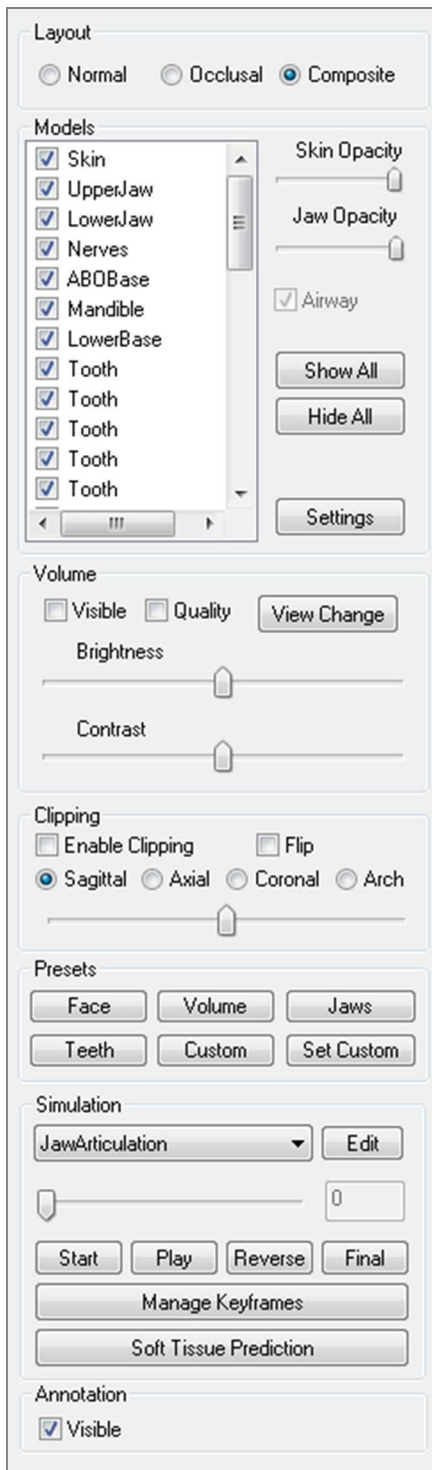 Layout
Normal Occlusal Composite
Models
Skin
UpperJaw
LowerJaw
Nerves
ABOBase
Mandible
LowerBase
Tooth
Tooth
Tooth
Tooth
Tooth
Skin Opacity
Jaw Opacity
Airway
Show All
Hide All
Settings
Volume
Visible Quality View Change
Brightness
Contrast
Clipping
Enable Clipping Flip
Sagittal Axial Coronal Arch
Presets
Face Volume Jaws
Teeth Custom Set Custom
Simulation
JawArticulation Edit
0
Start Play Reverse Final
Manage Keyframes
Soft Tissue Prediction
Annotation
Visible